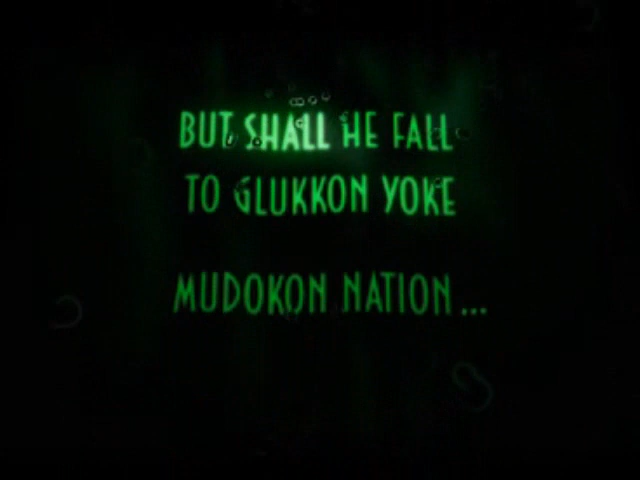 BUT SHALL HE FALL
TO GLUKKON YOKE
MUDOKON NATION...